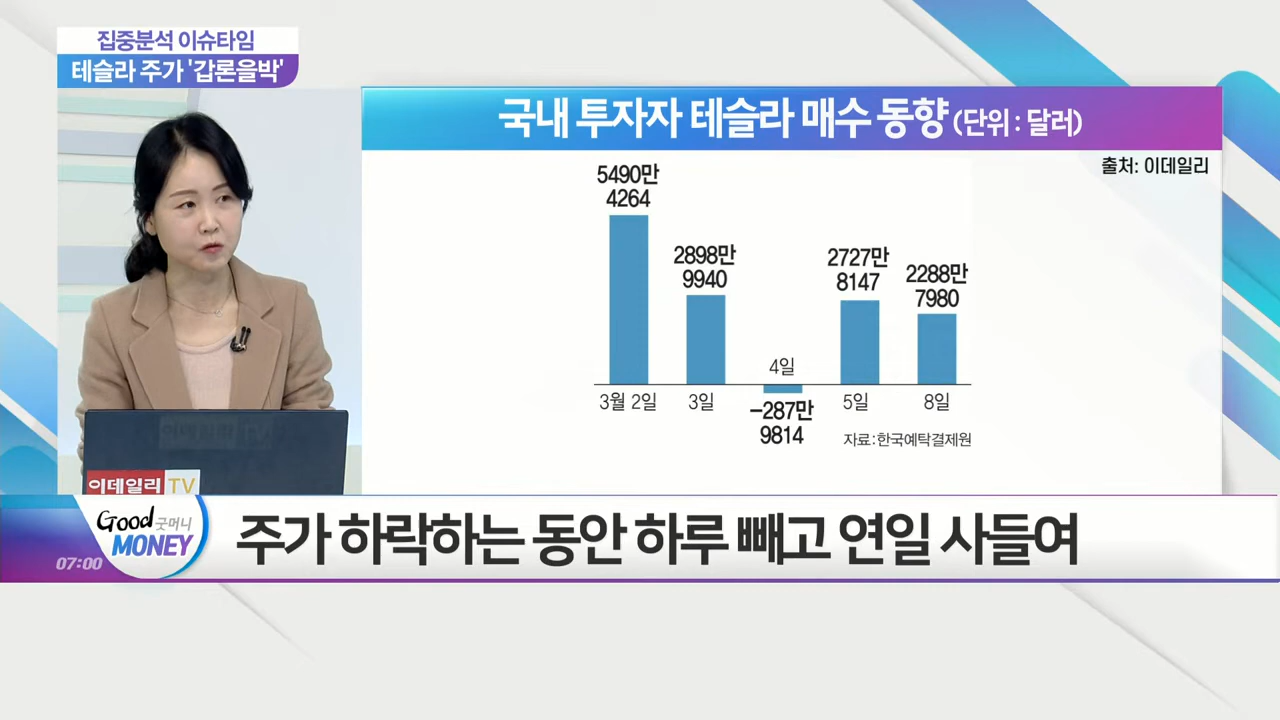 집중분석 이슈타임
테슬라 주가 '갑론을박'
국내 투자자 테슬라 매수 동향 (단위 : 달러)
출처: 이데일리
5490만
4264
2898만
9940
2727만
8147
2288만
7980
4일
3월 2일
3일
5일
8일
-287만
9814
자료 : 한국예탁결제원
이데일리 TV
Good 굿머니
MONEY
07:00
주가 하락하는 동안 하루 빼고 연일 사들여